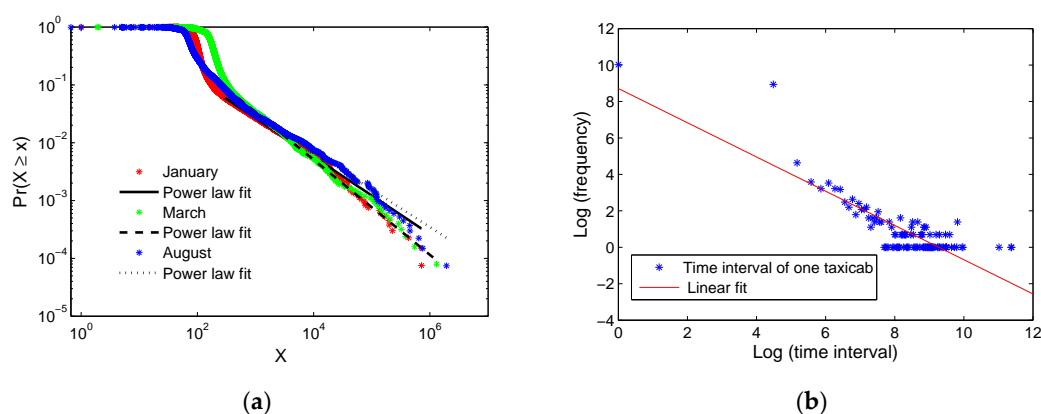 10^0
10^-1
10^-2
10^-3
10^-4
10^-5
Pr(X ≥ x)
January
Power law fit
March
Power law fit
August
Power law fit
10^0 10^2 10^4 10^6
X
(a)
12
10
8
6
4
2
0
−2
−4
Log (frequency)
Time interval of one taxicab
Linear fit
0 2 4 6 8 10 12
Log (time interval)
(b)